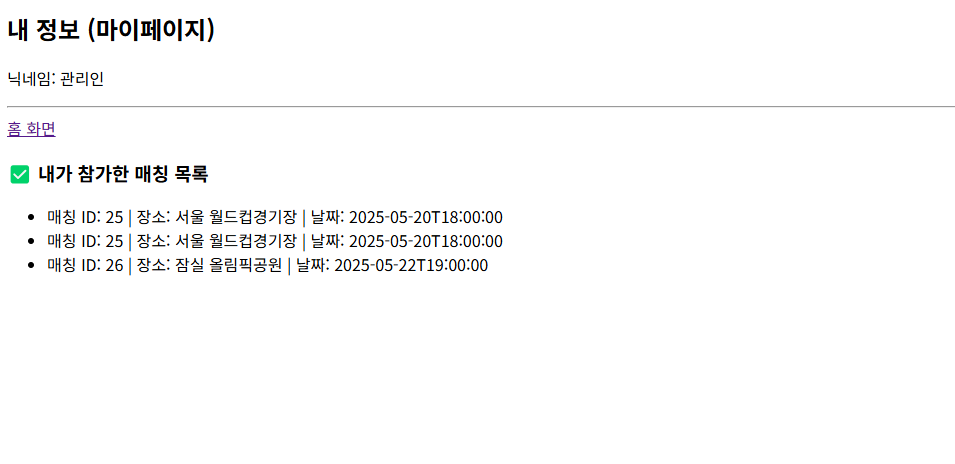 내 정보 (마이페이지)
닉네임: 관리인
홈 화면
✅ 내가 참가한 매칭 목록
• 매칭 ID: 25 | 장소: 서울 월드컵경기장 | 날짜: 2025-05-20T18:00:00
• 매칭 ID: 25 | 장소: 서울 월드컵경기장 | 날짜: 2025-05-20T18:00:00
• 매칭 ID: 26 | 장소: 잠실 올림픽공원 | 날짜: 2025-05-22T19:00:00